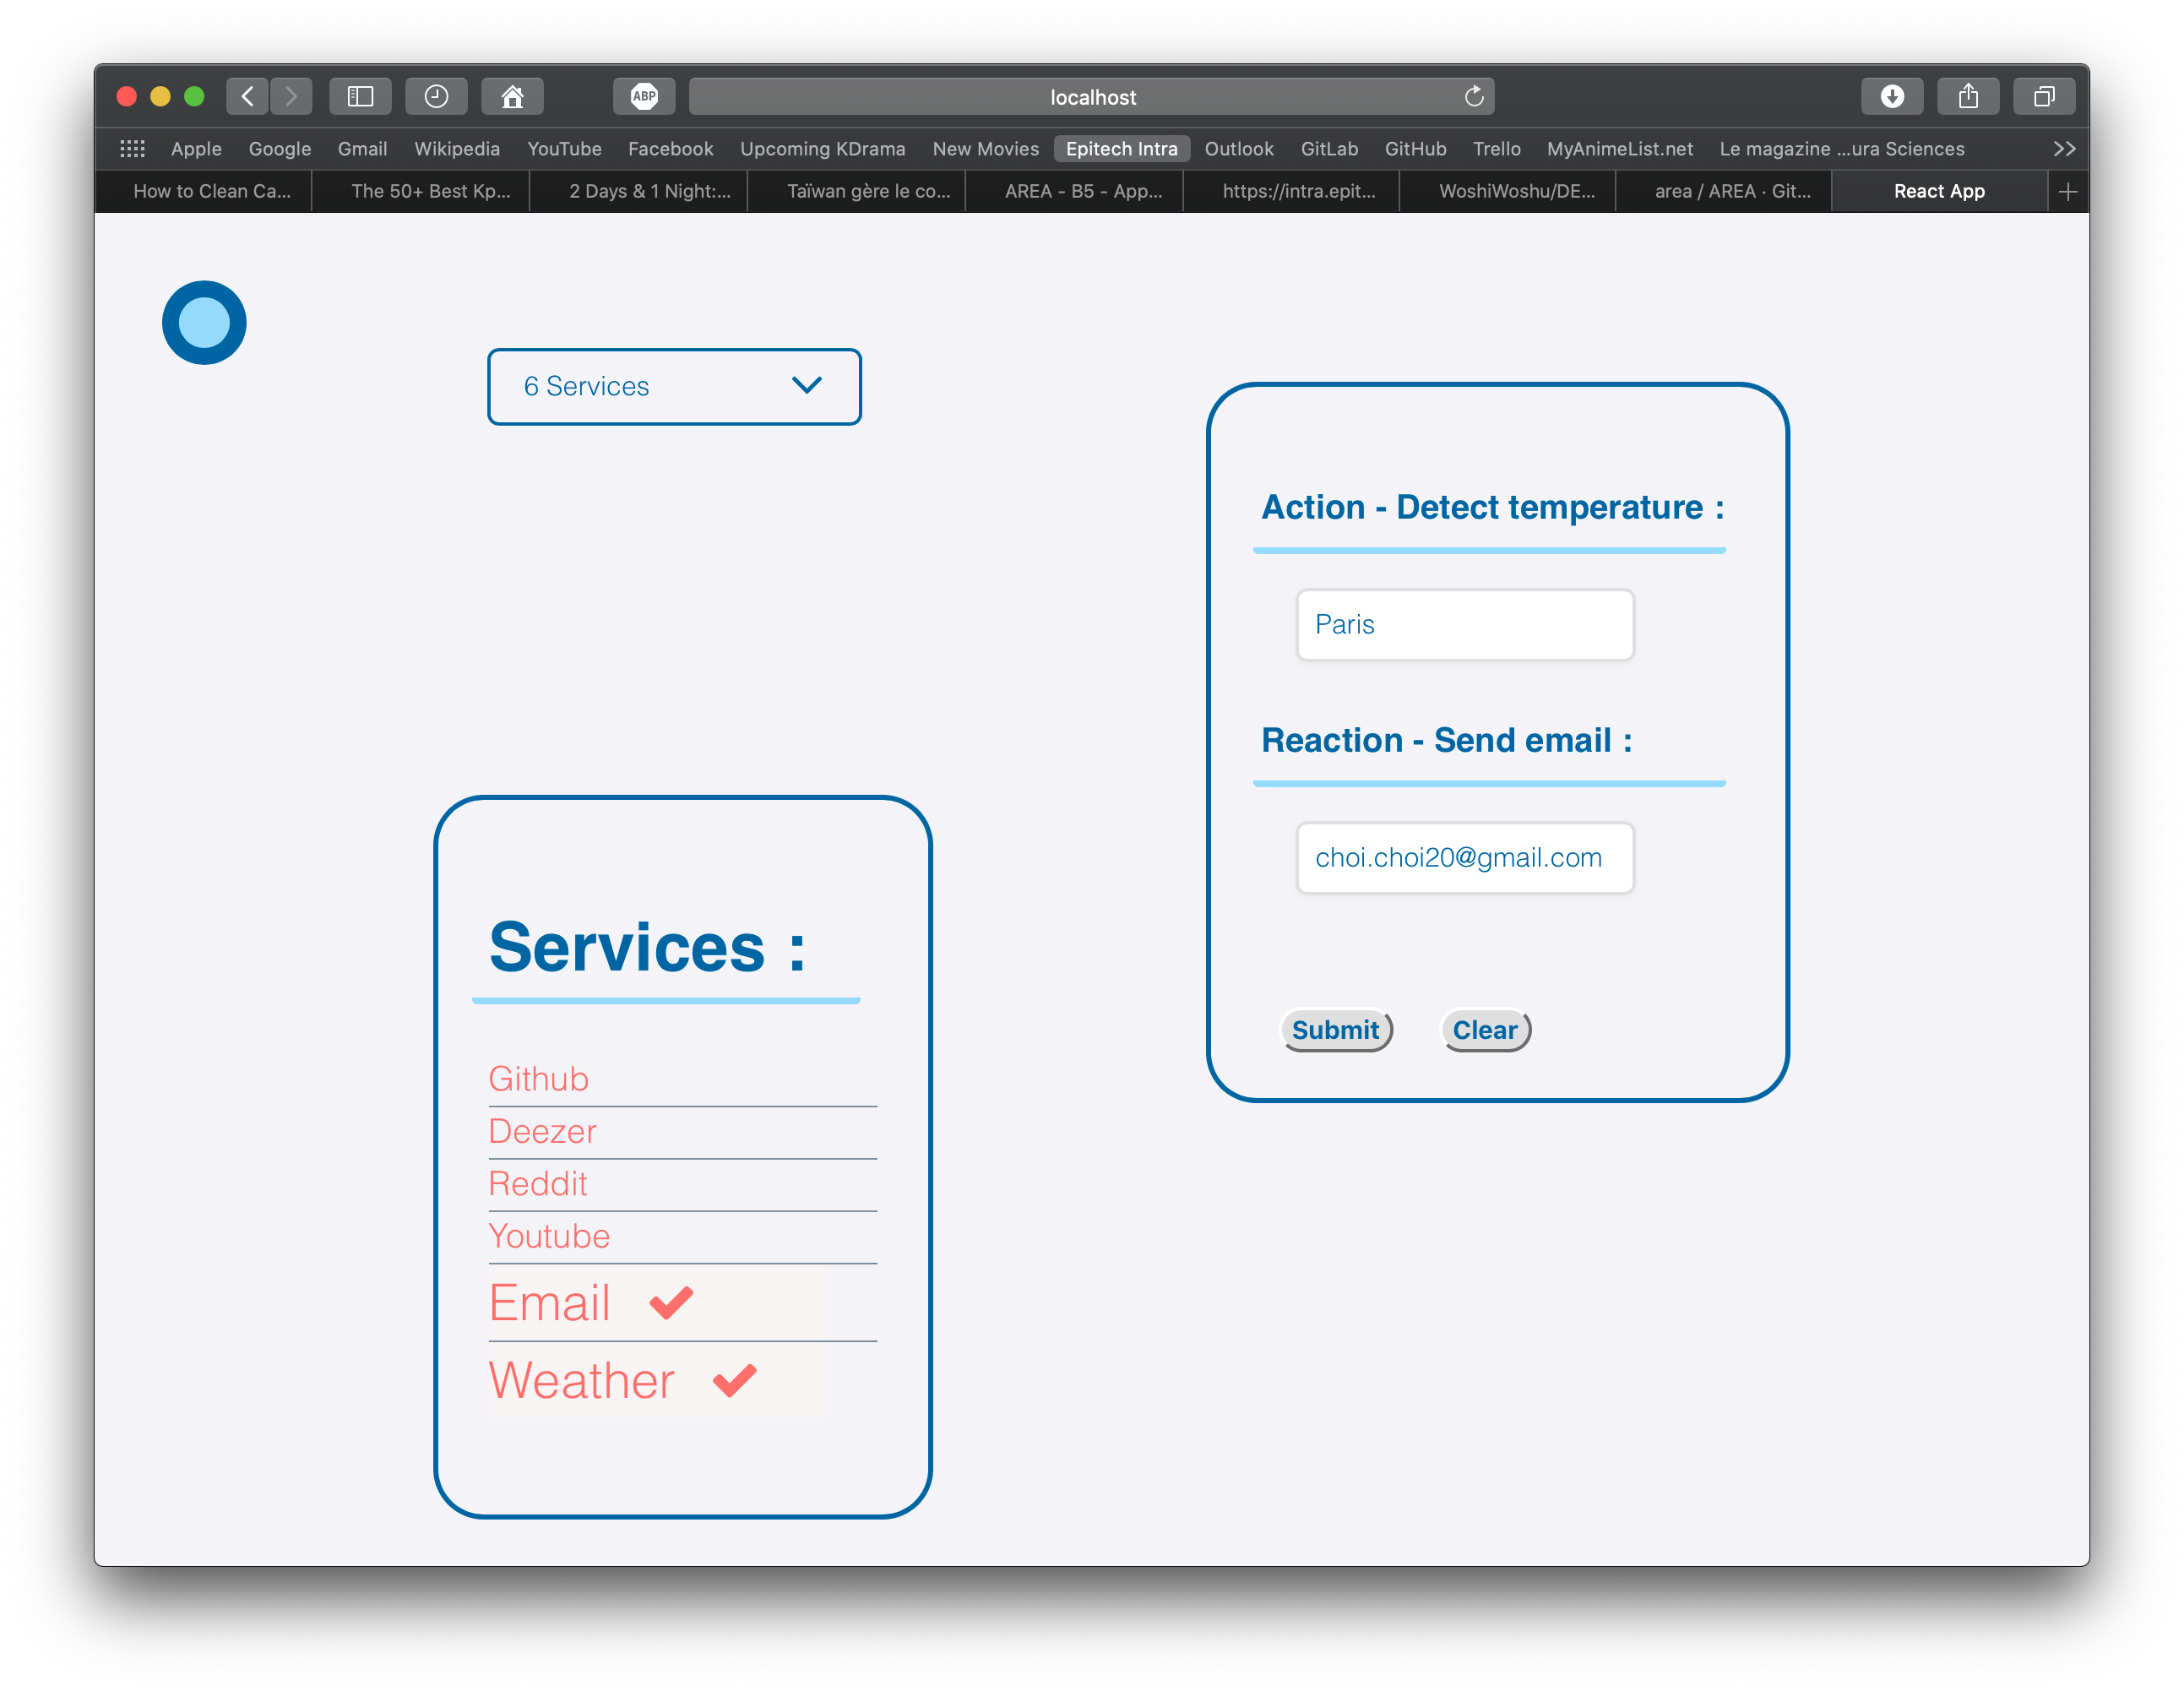 ABP
localhost
Apple Google Gmail Wikipedia YouTube Facebook Upcoming KDrama New Movies Epitech Intra Outlook GitLab GitHub Trello MyAnimeList.net Le magazine ...ura Sciences
How to Clean Ca... The 50+ Best Kp... 2 Days & 1 Night:... Taïwan gère le co... AREA - B5 - App... https://intra.epit... WoshiWoshu/DE... area / AREA · Git... React App
6 Services
Services :
Github
Deezer
Reddit
Youtube
Email
Weather
Action - Detect temperature :
Paris
Reaction - Send email :
choi.choi20@gmail.com
Submit Clear